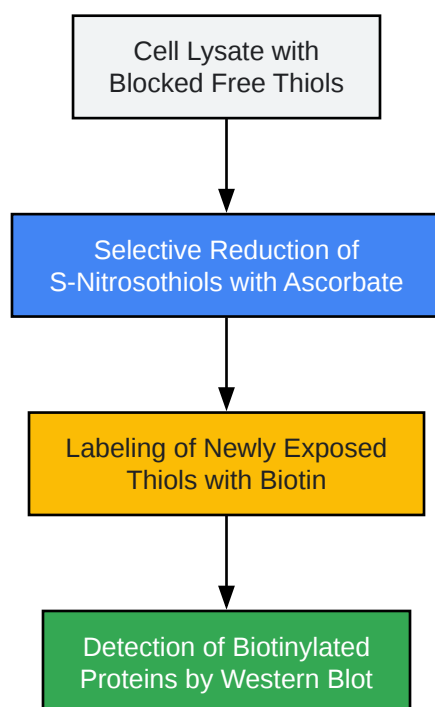 Cell Lysate with
Blocked Free Thiols
Selective Reduction of
S-Nitrosothiols with Ascorbate
Labeling of Newly Exposed
Thiols with Biotin
Detection of Biotinylated
Proteins by Western Blot